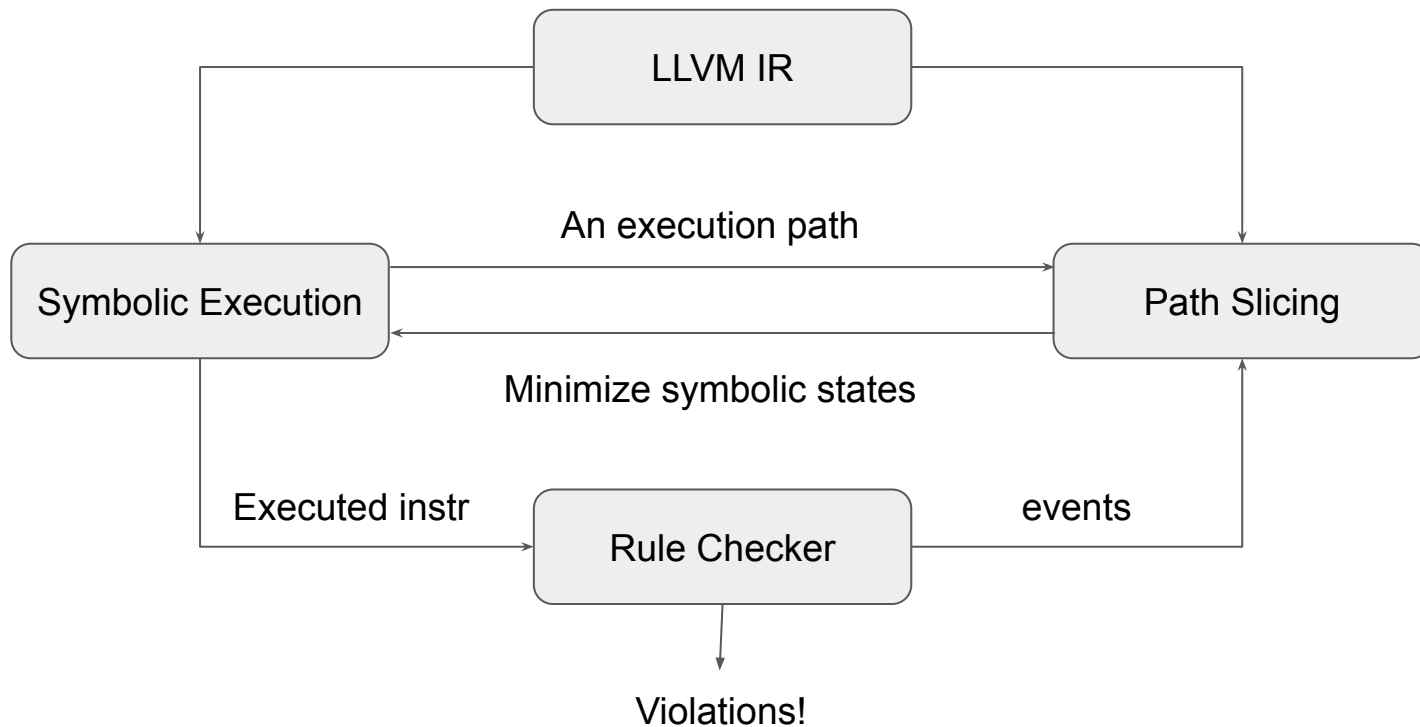 LLVM IR
An execution path
Symbolic Execution
Path Slicing
Minimize symbolic states
Executed instr
events
Rule Checker
Violations!